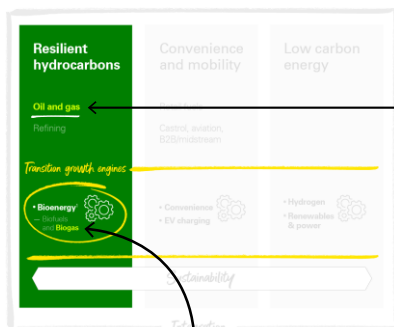 Resilient
hydrocarbons
Convenience
and mobility
Low carbon
energy
Oil and gas
Refining
Castrol, aviation,
B2B/midstream
Transition growth engines
• Bioenergy¹
– Biofuels
and Biogas
• Convenience
• EV charging
• Hydrogen
• Renewables
& power
Sustainability